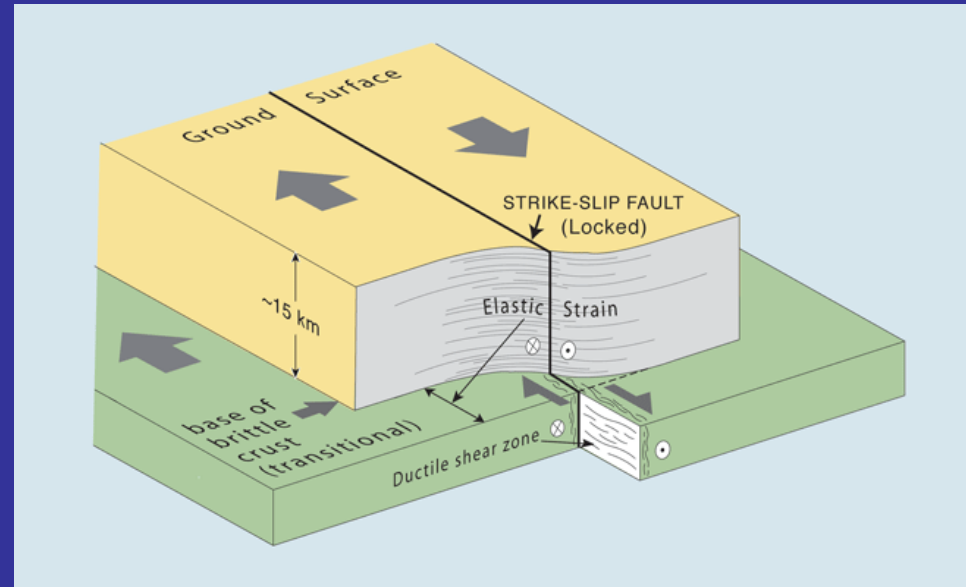 Ground Surface
STRIKE-SLIP FAULT
(Locked)
~15 km
Elastic Strain
base of
brittle
crust
(transitional)
Ductile shear zone